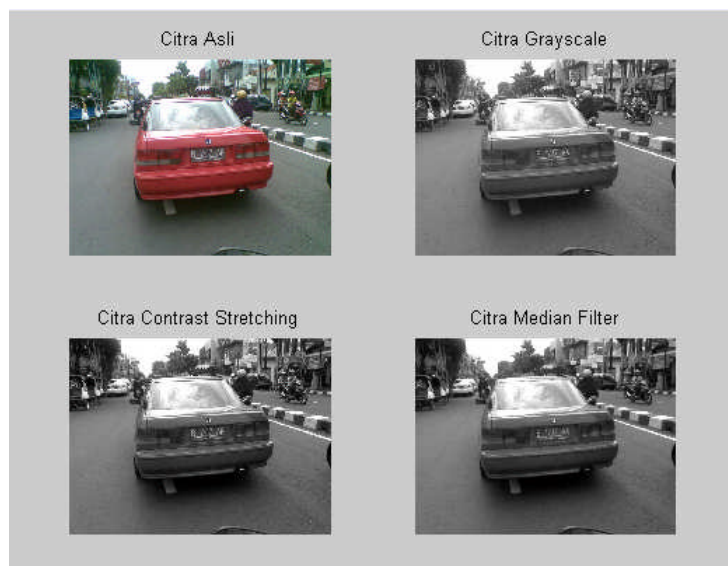 Citra Asli
Citra Grayscale
Citra Contrast Stretching
Citra Median Filter